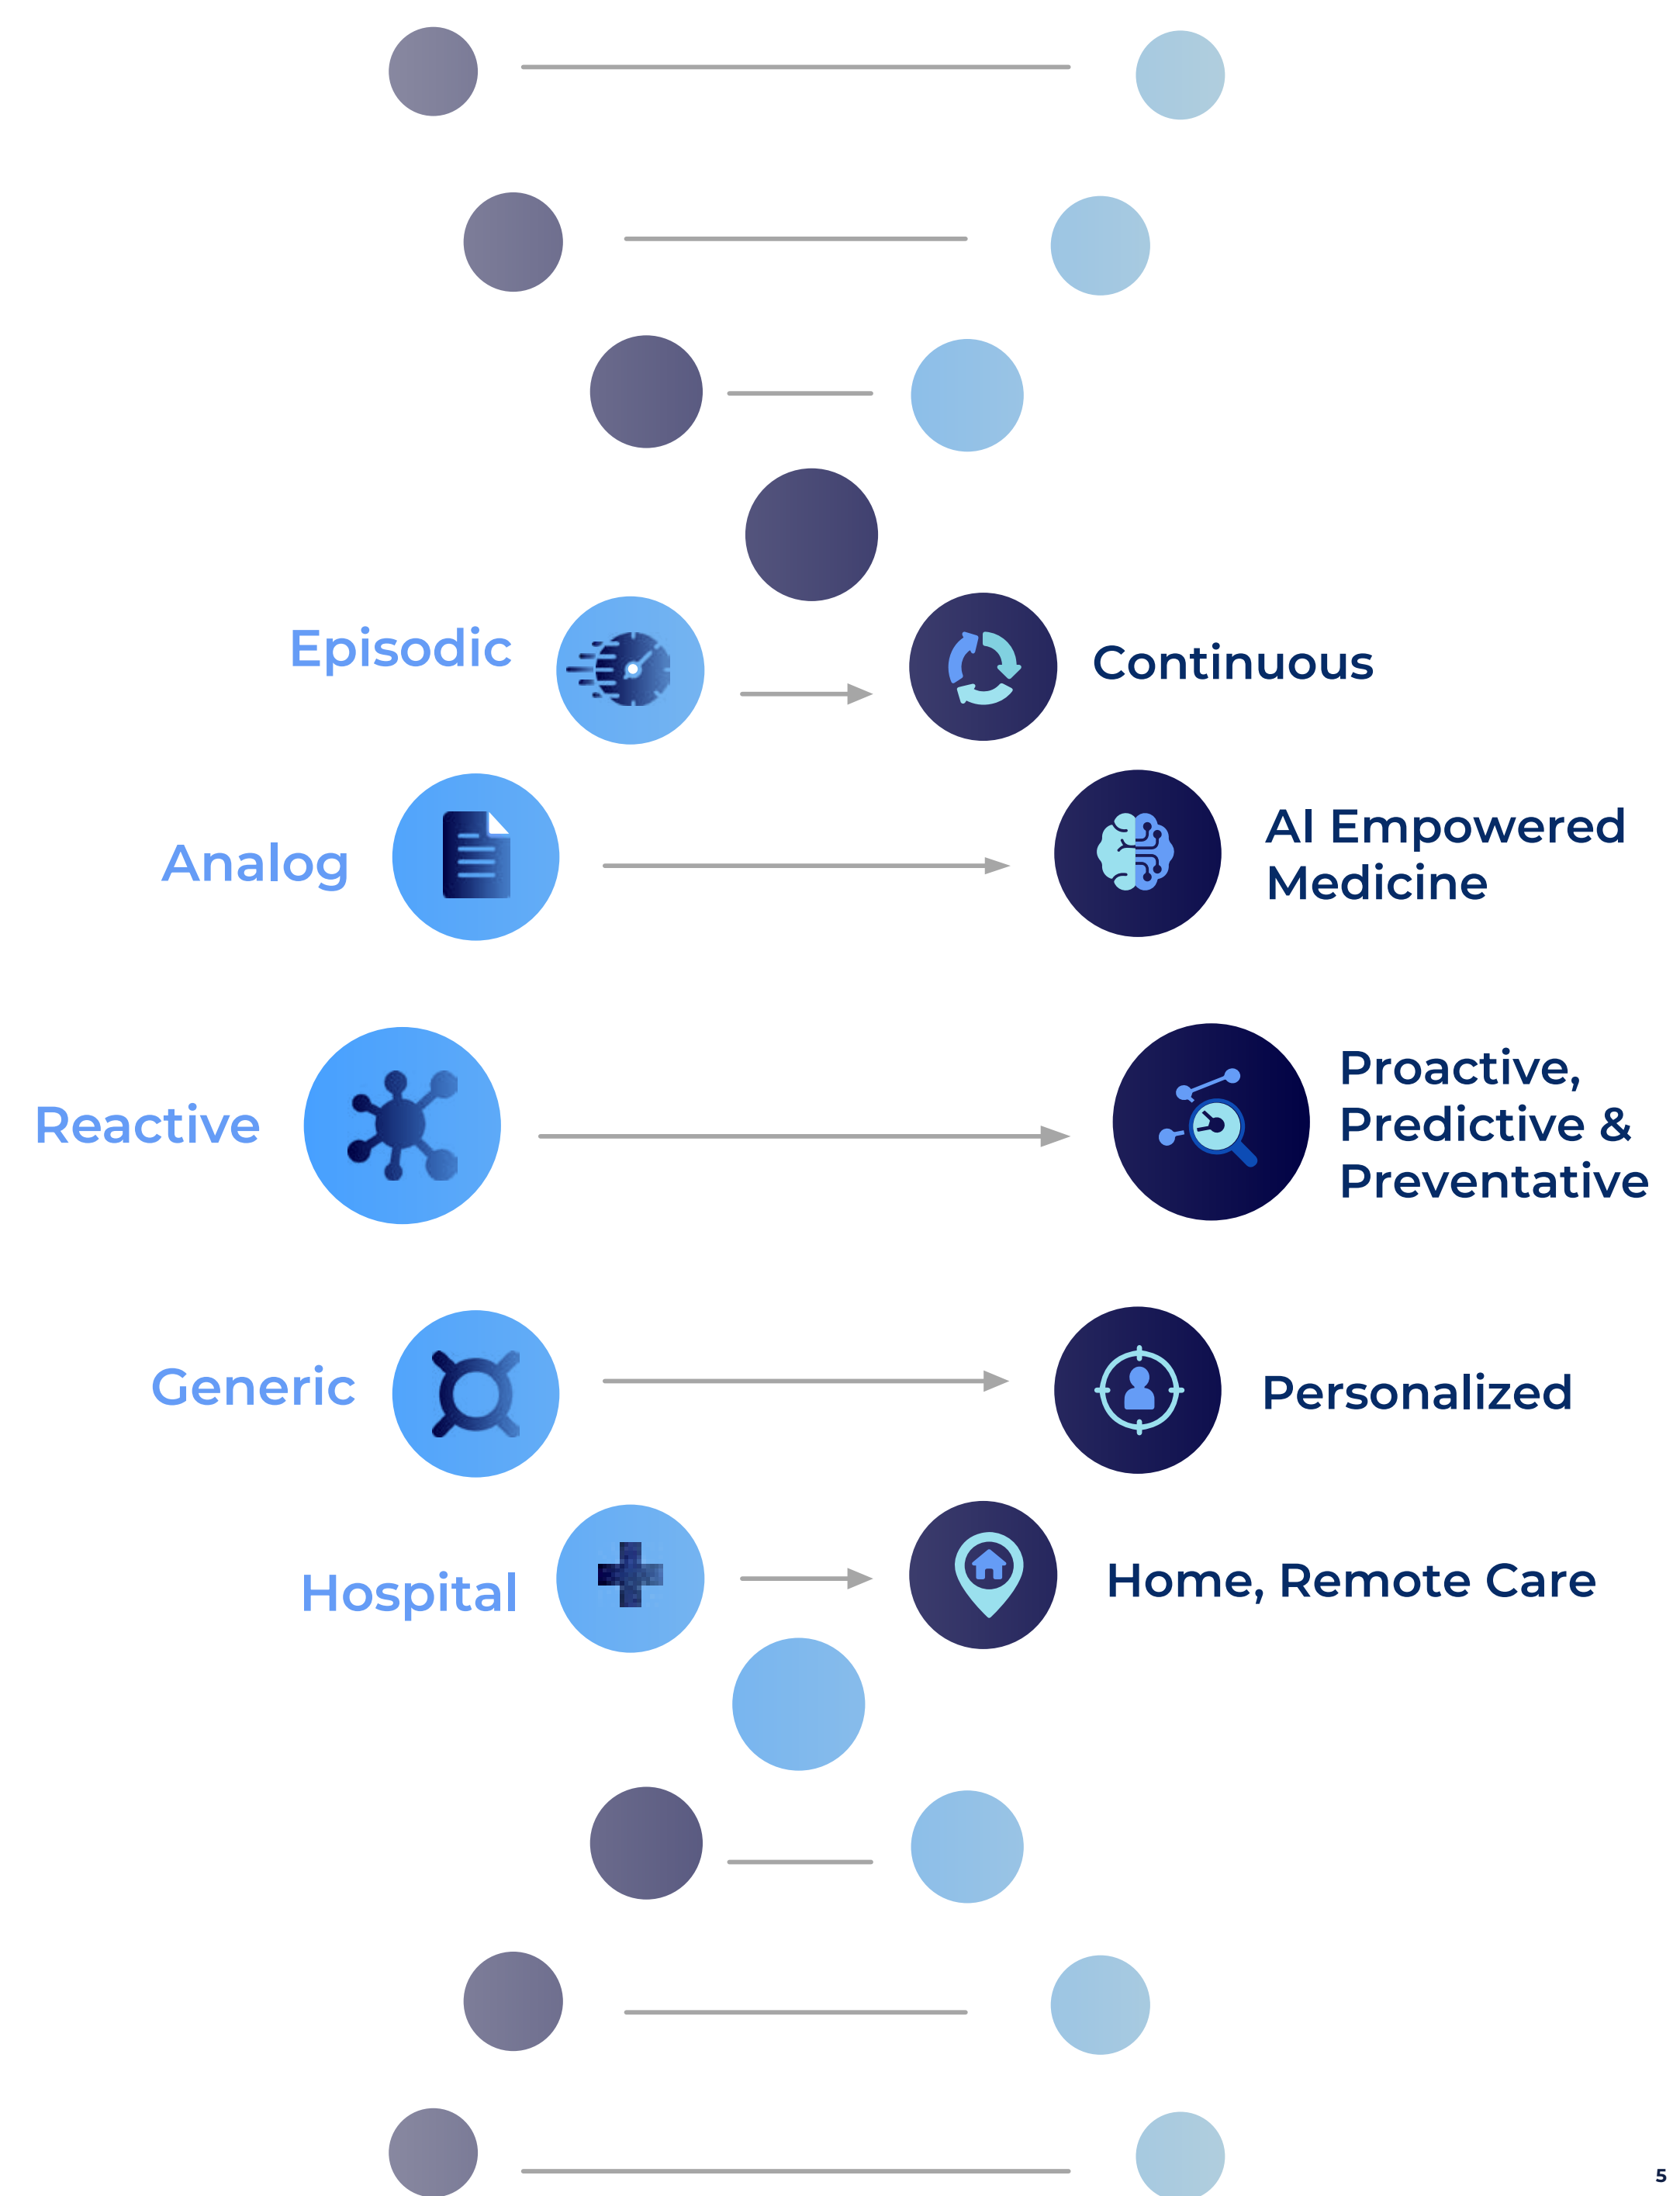 Episodic
Continuous
Analog
AI Empowered
Medicine
Reactive
Proactive,
Predictive &
Preventative
Generic
Personalized
Hospital
Home, Remote Care
5